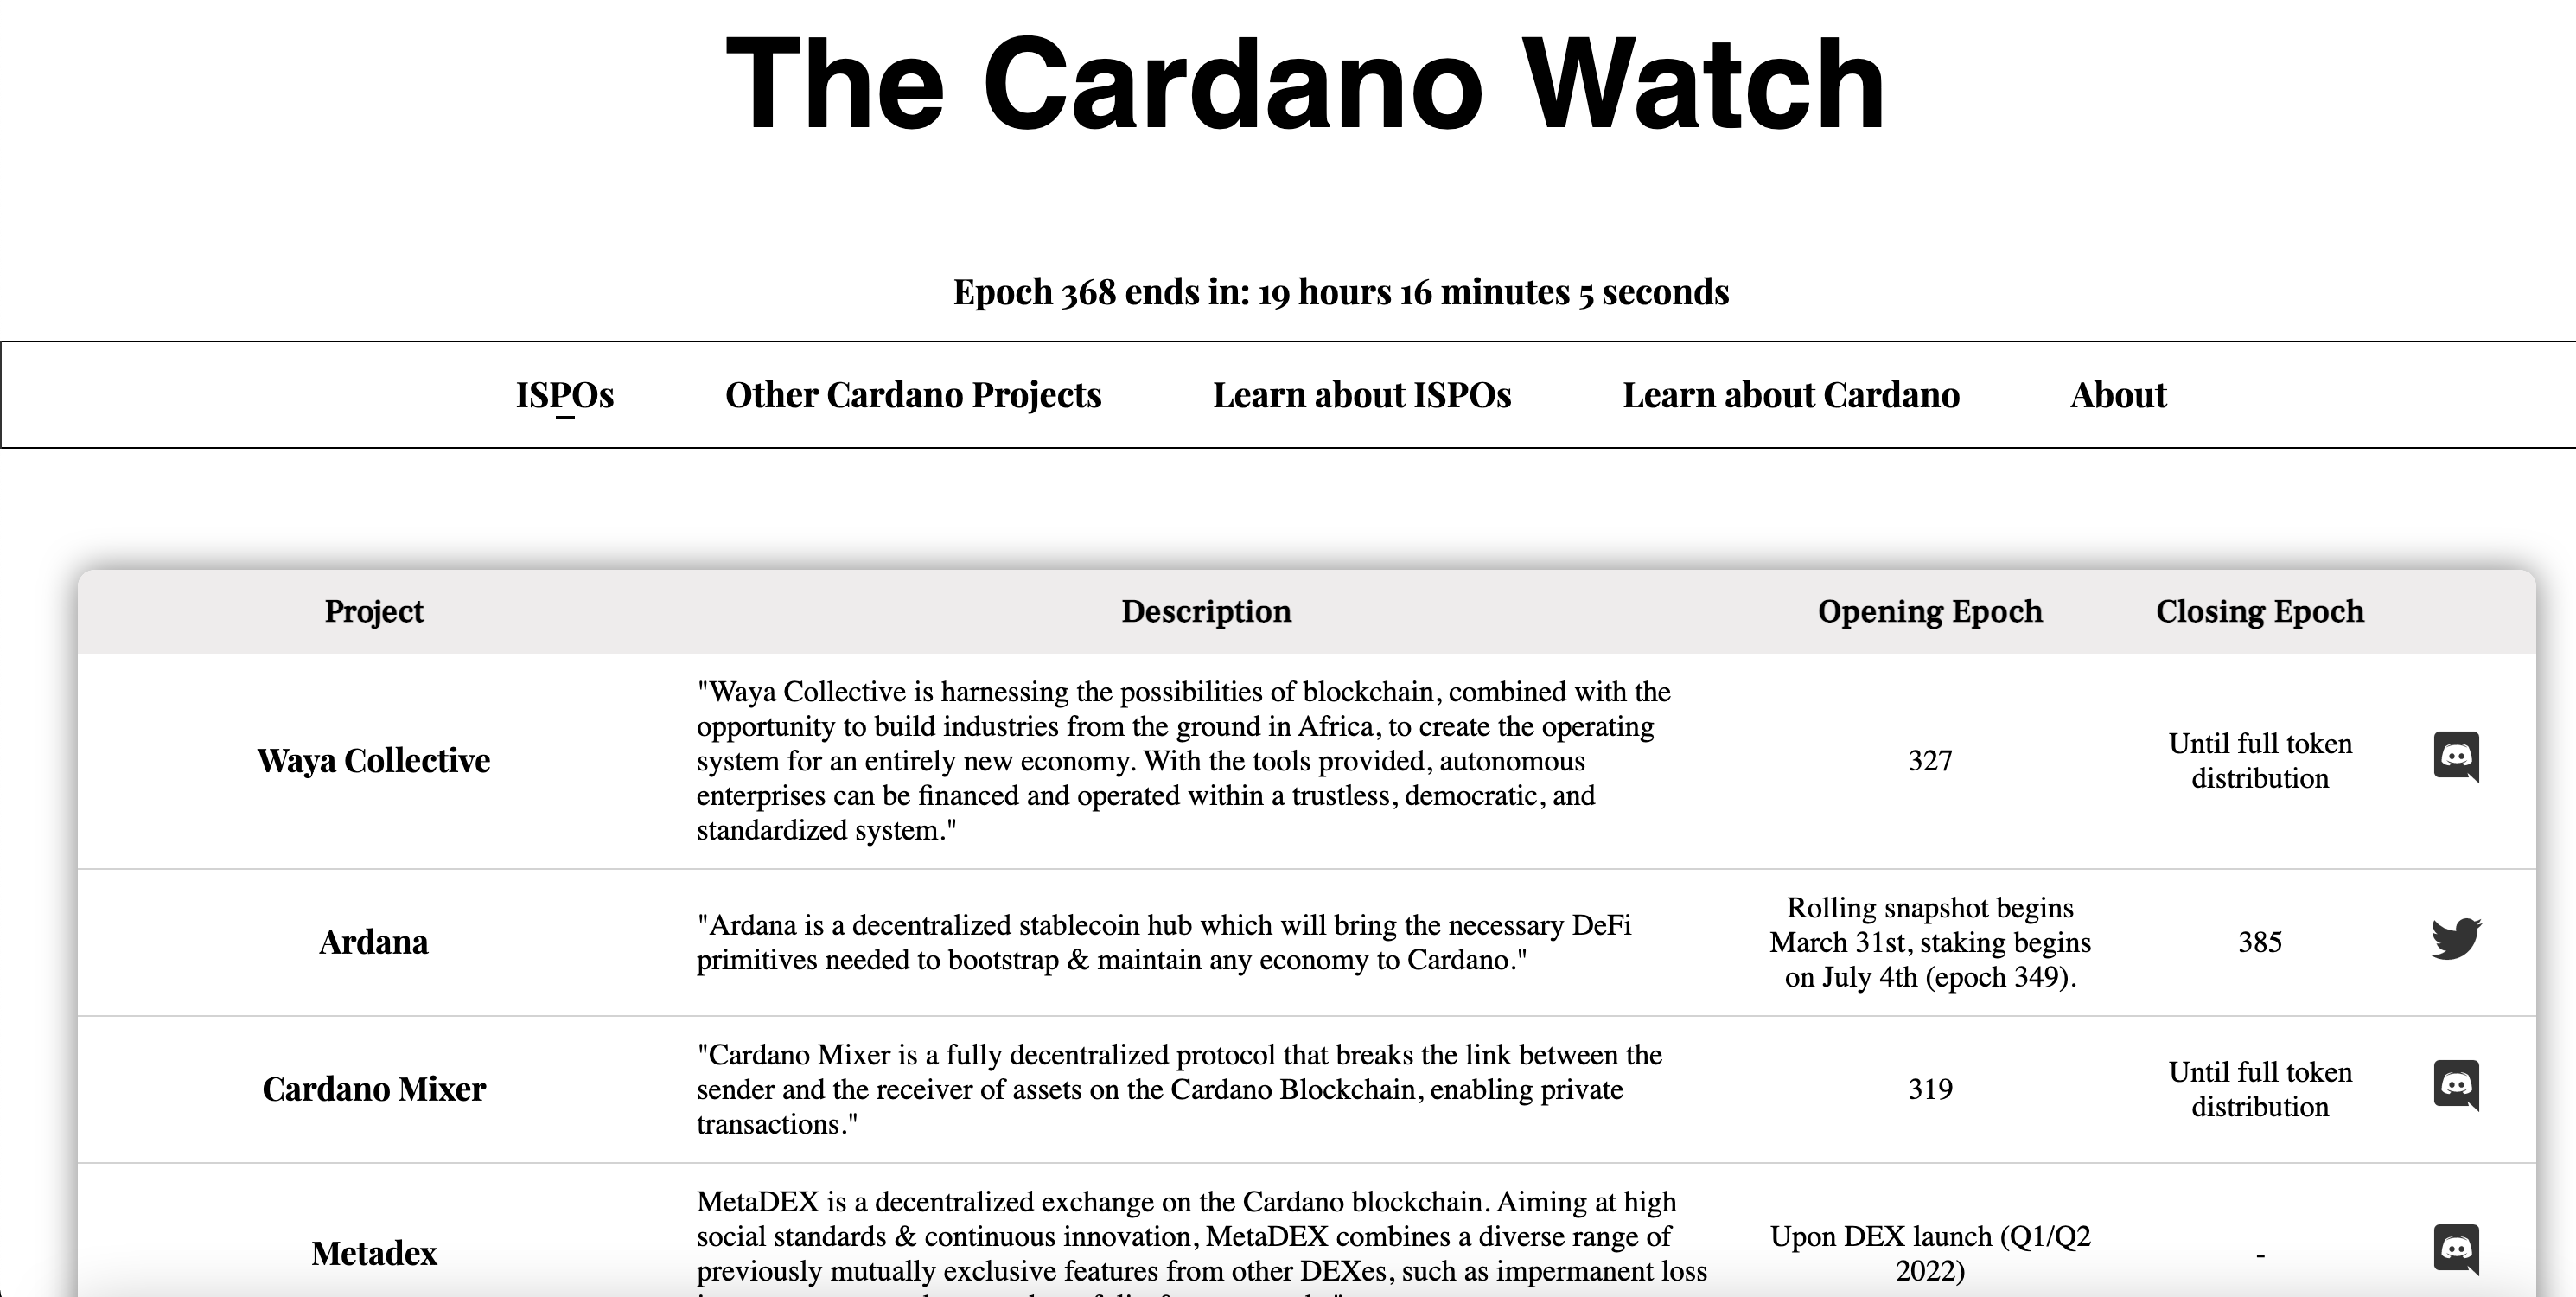 The Cardano Watch
Epoch 368 ends in: 19 hours 16 minutes 5 seconds
ISPOs Other Cardano Projects Learn about ISPOs Learn about Cardano About
Project Description Opening Epoch Closing Epoch
Waya Collective
"Waya Collective is harnessing the possibilities of blockchain, combined with the
opportunity to build industries from the ground in Africa, to create the operating
system for an entirely new economy. With the tools provided, autonomous
enterprises can be financed and operated within a trustless, democratic, and
standardized system."
327
Until full token
distribution
Ardana
"Ardana is a decentralized stablecoin hub which will bring the necessary DeFi
primitives needed to bootstrap & maintain any economy to Cardano."
Rolling snapshot begins
March 31st, staking begins
on July 4th (epoch 349).
385
Cardano Mixer
"Cardano Mixer is a fully decentralized protocol that breaks the link between the
sender and the receiver of assets on the Cardano Blockchain, enabling private
transactions."
319
Until full token
distribution
Metadex
MetaDEX is a decentralized exchange on the Cardano blockchain. Aiming at high
social standards & continuous innovation, MetaDEX combines a diverse range of
previously mutually exclusive features from other DEXes, such as impermanent loss
Upon DEX launch (Q1/Q2
2022)
-